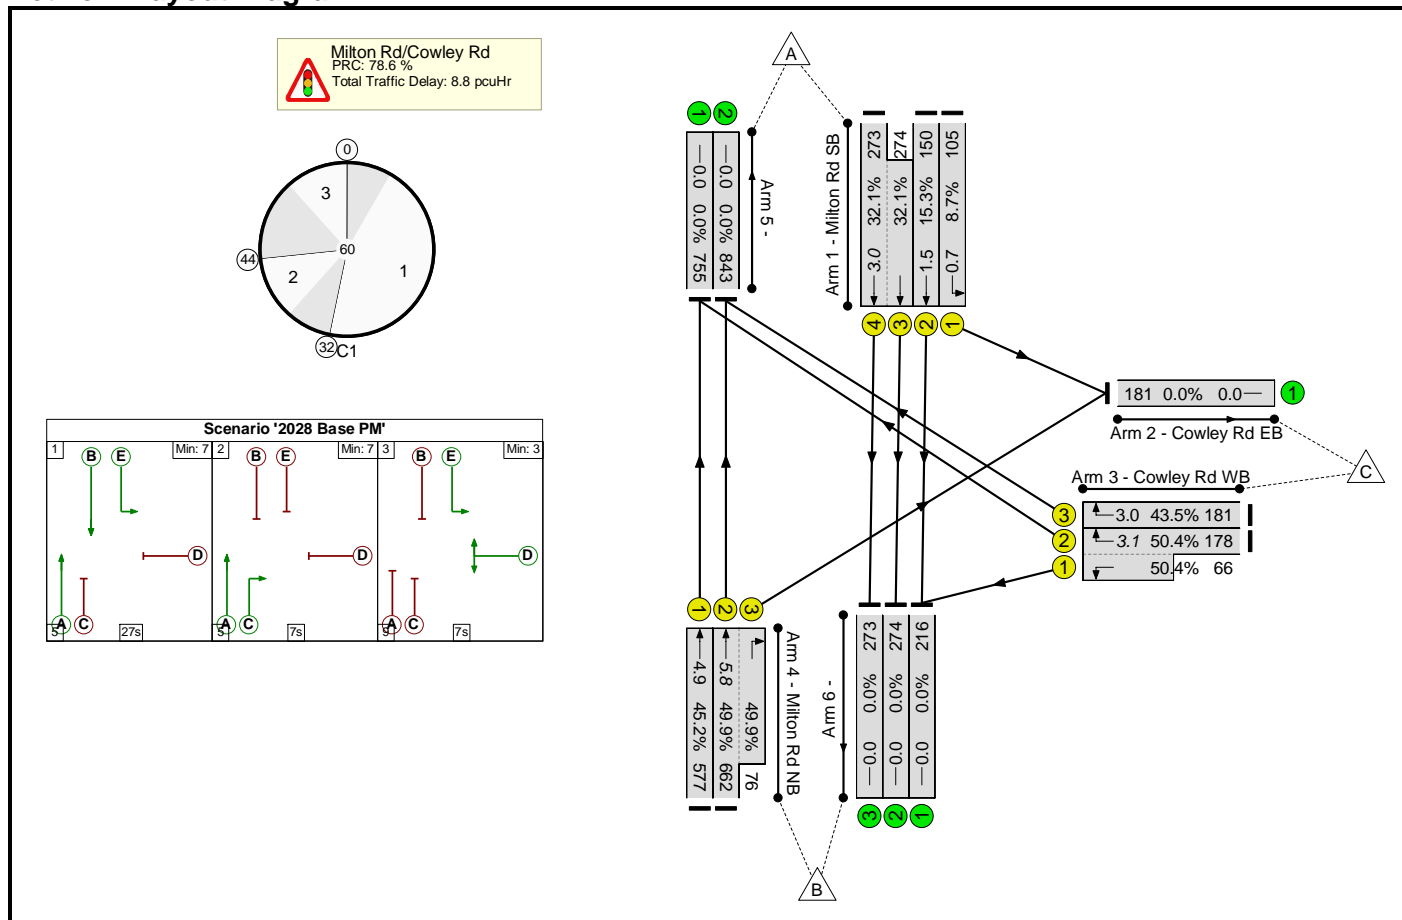 Milton Rd/Cowley Rd
PRC: 78.6 %
Total Traffic Delay: 8.8 pcuHr
0
3
60
1
44
2
32
C1
Scenario '2028 Base PM'
1
Min: 7
B
E
D
A
C
5
27s
2
Min: 7
B
E
D
A
C
5
7s
3
Min: 3
B
E
D
A
C
9
7s
A
1
2
0.0 0.0% 755
0.0 0.0% 843
Arm 5 -
Arm 1 - Milton Rd SB
3.0 32.1% 273
32.1% 274
1.5 15.3% 150
0.7 8.7% 105
4
3
2
1
181 0.0% 0.0
1
Arm 2 - Cowley Rd EB
C
Arm 3 - Cowley Rd WB
3
3.0 43.5% 181
2
3.1 50.4% 178
1
50.4% 66
1
2
3
4.9 45.2% 577
5.8 49.9% 662
49.9% 76
Arm 4 - Milton Rd NB
Arm 6 -
0.0 0.0% 273
0.0 0.0% 274
0.0 0.0% 216
3
2
1
B